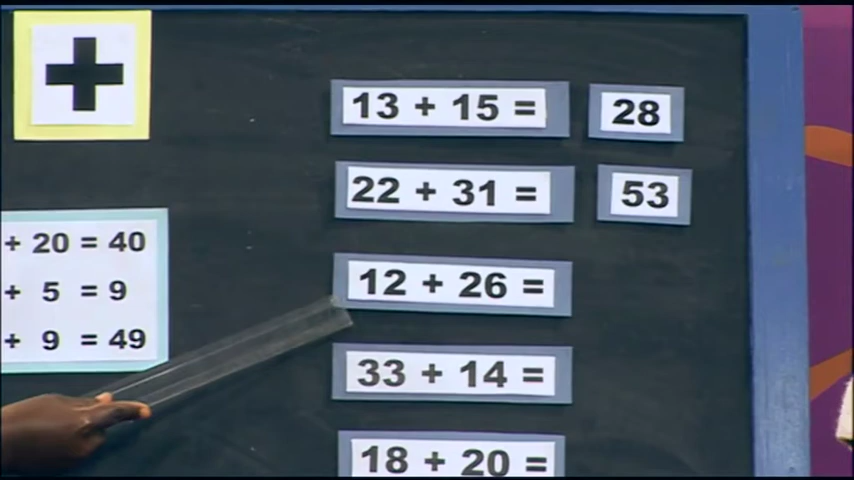 +
+ 20 = 40
+ 5 = 9
+ 9 = 49
13 + 15 = 28
22 + 31 = 53
12 + 26 =
33 + 14 =
18 + 20 =